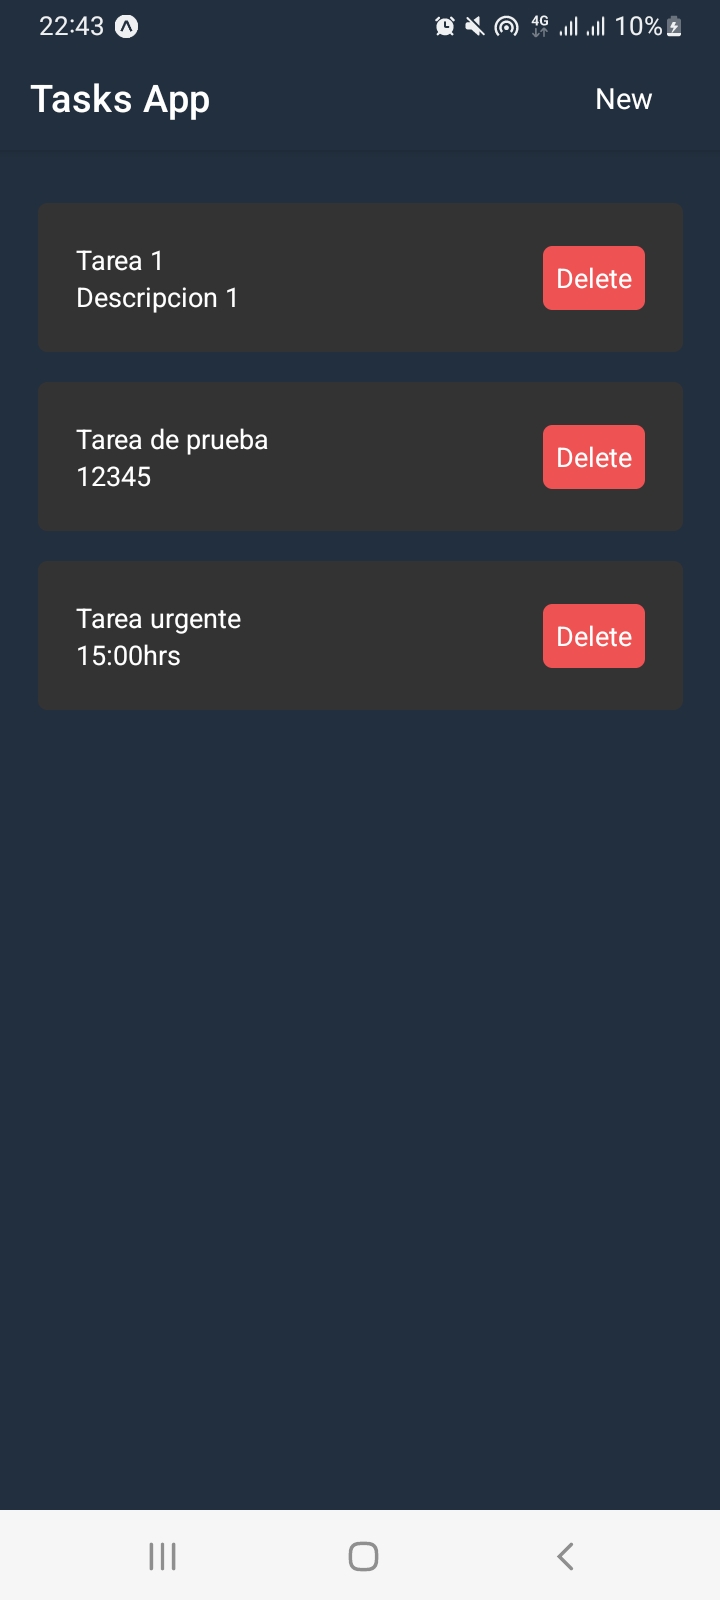 22:43
4G
10%
Tasks App
New
Tarea 1
Descripcion 1
Delete
Tarea de prueba
12345
Delete
Tarea urgente
15:00hrs
Delete